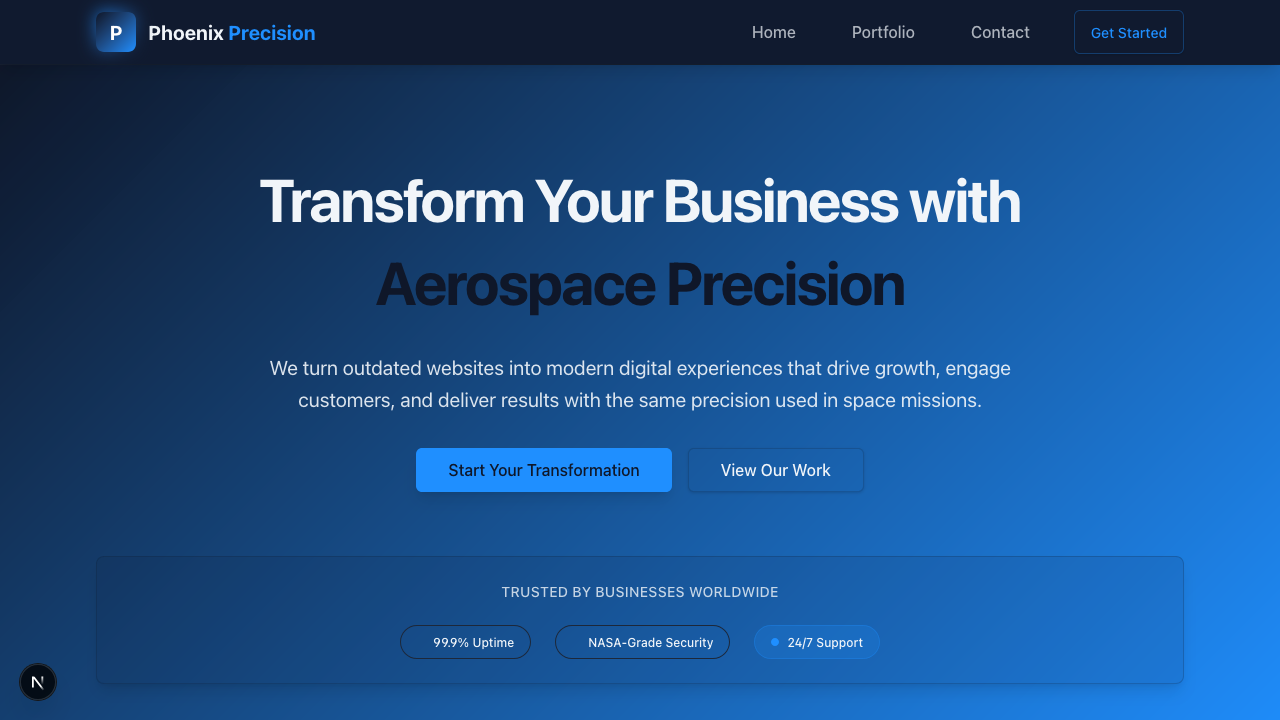 P Phoenix Precision Home Portfolio Contact Get Started
Transform Your Business with
Aerospace Precision
We turn outdated websites into modern digital experiences that drive growth, engage
customers, and deliver results with the same precision used in space missions.
Start Your Transformation View Our Work
TRUSTED BY BUSINESSES WORLDWIDE
99.9% Uptime NASA-Grade Security 24/7 Support
N